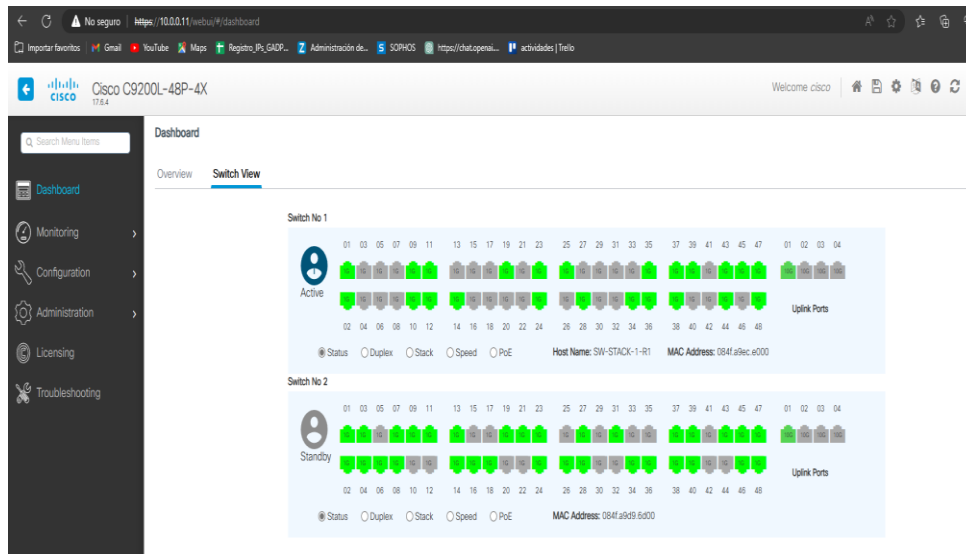 No seguro
https://10.0.0.11/webui/#/dashboard
Importar favoritos
Gmail
YouTube
Maps
Registro_IPs_GADP...
Administración de...
SOPHOS
https://chat.openai....
actividades | Trello
CISCO
Cisco C9200L-48P-4X
17.6.4
Welcome cisco
Search Menu Items
Dashboard
Monitoring
Configuration
Administration
Licensing
Troubleshooting
Dashboard
Overview
Switch View
Switch No 1
01 03 05 07 09 11 13 15 17 19 21 23 25 27 29 31 33 35 37 39 41 43 45 47 01 02 03 04
Active
02 04 06 08 10 12 14 16 18 20 22 24 26 28 30 32 34 36 38 40 42 44 46 48
Uplink Ports
Status Duplex Stack Speed PoE
Host Name: SW-STACK-1-R1
MAC Address: 084f.a9ec.e000
Switch No 2
01 03 05 07 09 11 13 15 17 19 21 23 25 27 29 31 33 35 37 39 41 43 45 47 01 02 03 04
Standby
02 04 06 08 10 12 14 16 18 20 22 24 26 28 30 32 34 36 38 40 42 44 46 48
Uplink Ports
Status Duplex Stack Speed PoE
MAC Address: 084f.a9d9.6d00